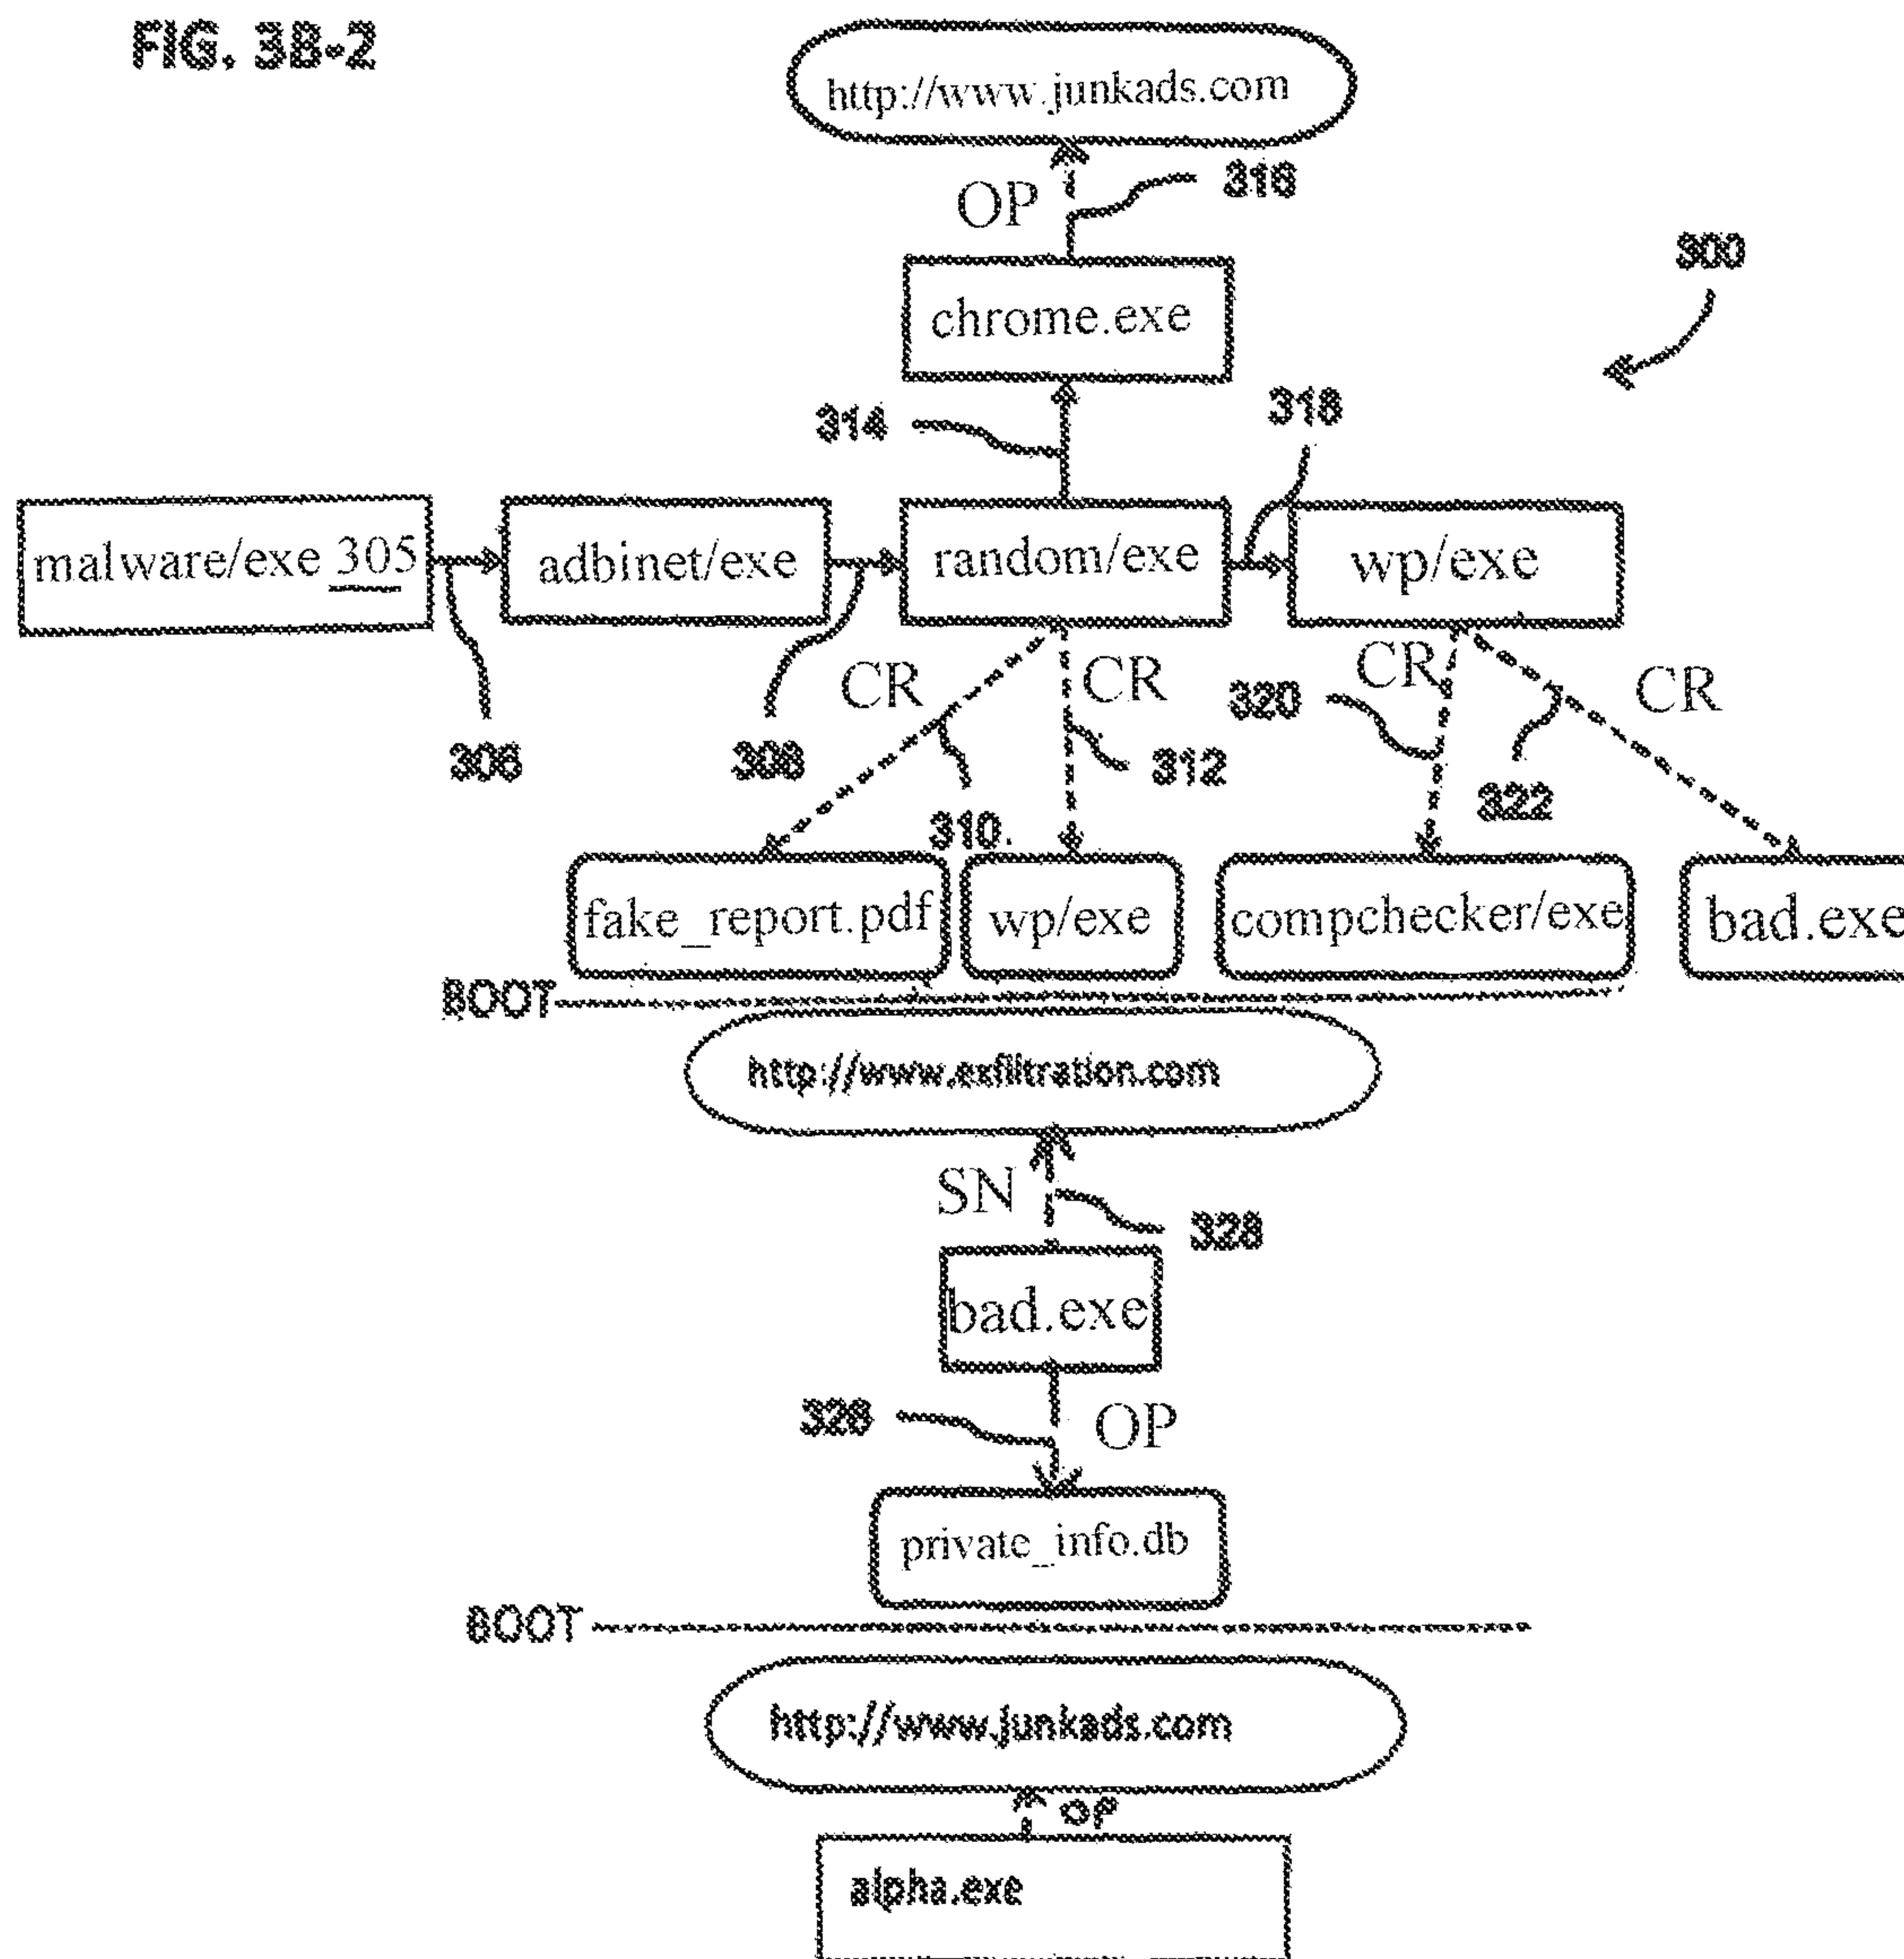 FIG. 3B-2
http://www.junkads.com
OP
316
chrome.exe
300
314
318
malware/exe 305
adbinet/exe
random/exe
wp/exe
CR
CR
CR
CR
306
308
310.
312
320
322
fake_report.pdf
wp/exe
compchecker/exe
bad.exe
BOOT
http://www.exfiltration.com
SN
328
bad.exe
326
OP
private_info.db
BOOT
http://www.junkads.com
OP
alpha.exe